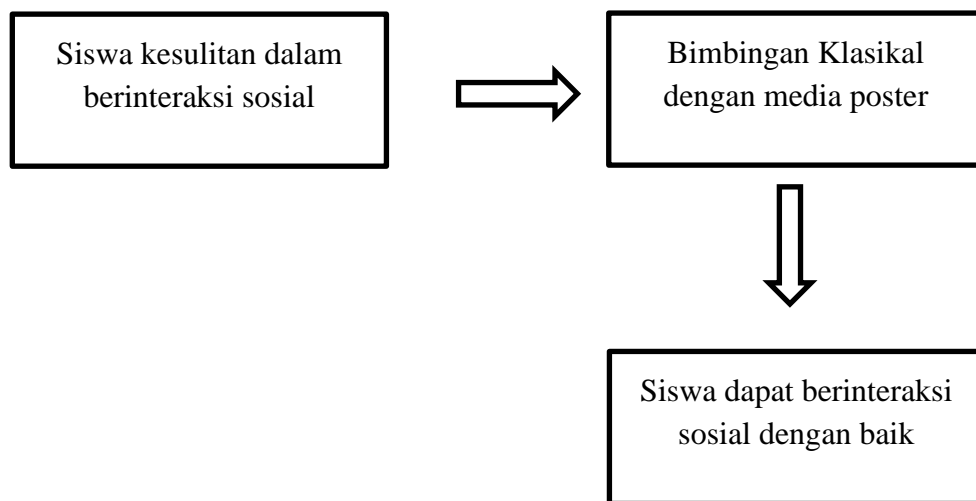 Siswa kesulitan dalam
berinteraksi sosial
Bimbingan Klasikal
dengan media poster
Siswa dapat berinteraksi
sosial dengan baik